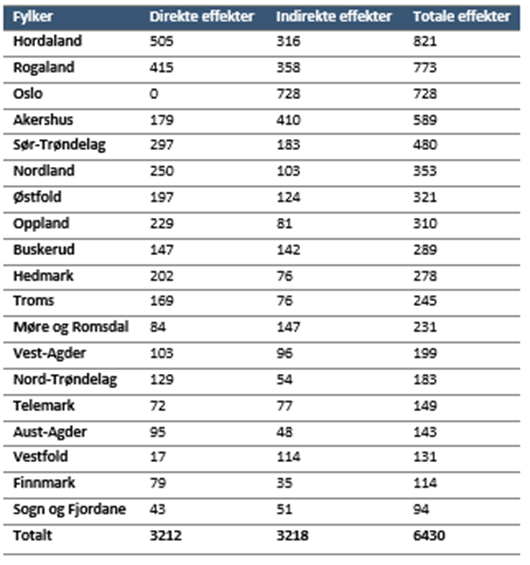 Fylker Direkte effekter Indirekte effekter Totale effekter
Hordaland 505 316 821
Rogaland 415 358 773
Oslo 0 728 728
Akershus 179 410 589
Sør-Trøndelag 297 183 480
Nordland 250 103 353
Østfold 197 124 321
Oppland 229 81 310
Buskerud 147 142 289
Hedmark 202 76 278
Troms 169 76 245
Møre og Romsdal 84 147 231
Vest-Agder 103 96 199
Nord-Trøndelag 129 54 183
Telemark 72 77 149
Aust-Agder 95 48 143
Vestfold 17 114 131
Finnmark 79 35 114
Sogn og Fjordane 43 51 94
Totalt 3212 3218 6430